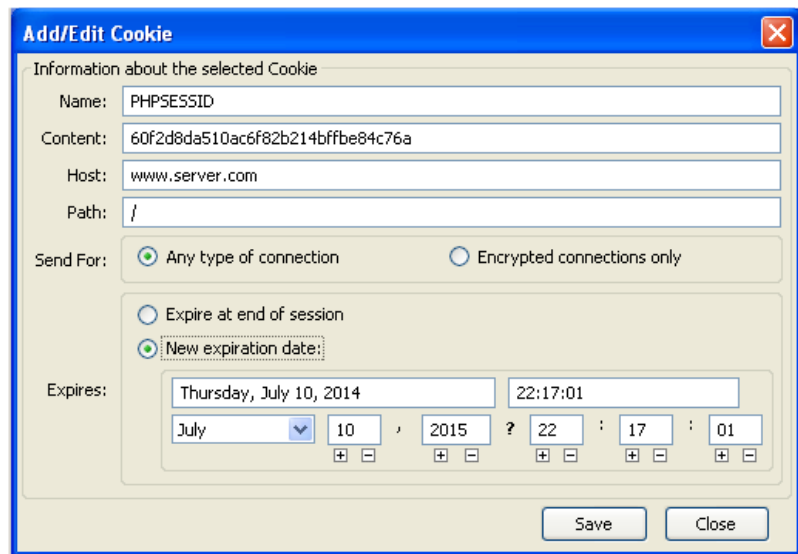 Add/Edit Cookie
Information about the selected Cookie
Name: PHPSESSID
Content: 60f2d8da510ac6f82b214bffbe84c76a
Host: www.server.com
Path: /
Send For: Any type of connection Encrypted connections only
Expire at end of session
New expiration date:
Expires: Thursday, July 10, 2014 22:17:01
July 10 , 2015 ? 22 : 17 : 01
+ - + - + - + - + -
Save Close